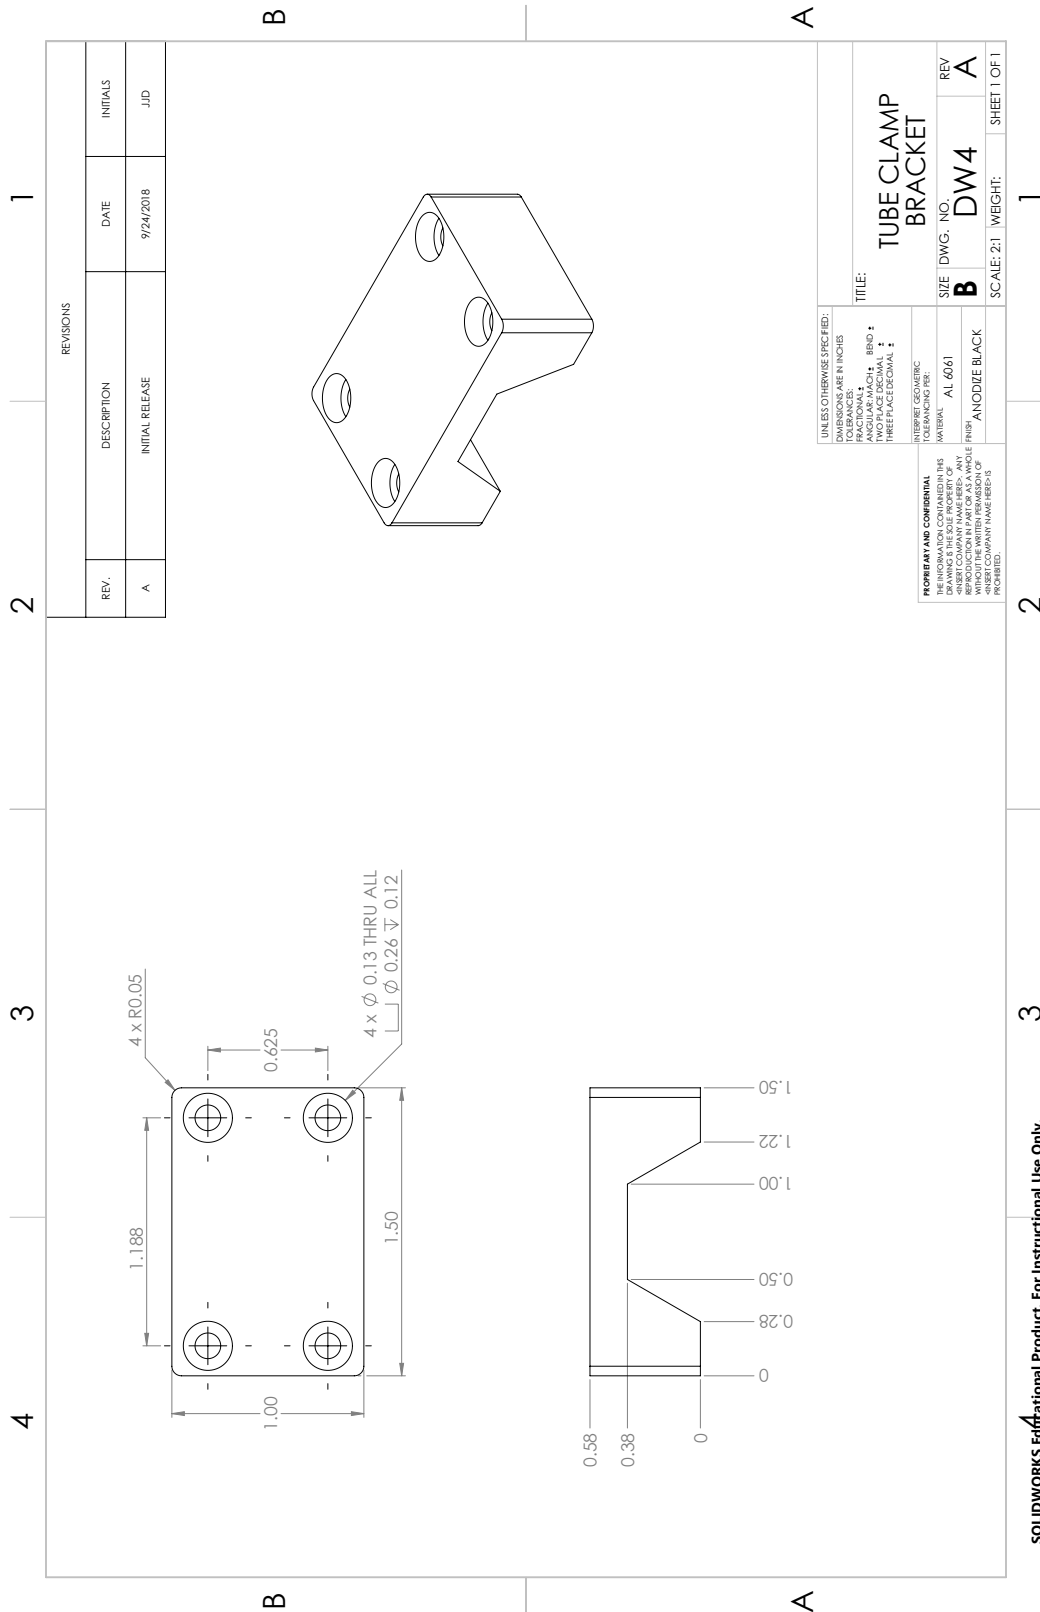 4
3
2
1
B
A
REVISIONS
REV.
DESCRIPTION
DATE
INITIALS
A
INITIAL RELEASE
9/24/2018
JJD
1.188
4 x R0.05
0.625
1.00
1.50
4 x ⌀ 0.13 THRU ALL
⌴ ⌀ 0.26 ↧ 0.12
0.58
0.38
0
0
0.28
0.50
1.00
1.22
1.50
PROPRIETARY AND CONFIDENTIAL
THE INFORMATION CONTAINED IN THIS
DRAWING IS THE SOLE PROPERTY OF
<INSERT COMPANY NAME HERE>. ANY
REPRODUCTION IN PART OR AS A WHOLE
WITHOUT THE WRITTEN PERMISSION OF
<INSERT COMPANY NAME HERE> IS
PROHIBITED.
UNLESS OTHERWISE SPECIFIED:
DIMENSIONS ARE IN INCHES
TOLERANCES:
FRACTIONAL ±
ANGULAR: MACH ± BEND ±
TWO PLACE DECIMAL ±
THREE PLACE DECIMAL ±
INTERPRET GEOMETRIC
TOLERANCING PER:
MATERIAL
AL 6061
FINISH
ANODIZE BLACK
TITLE:
TUBE CLAMP
BRACKET
SIZE
B
DWG. NO.
DW4
REV
A
SCALE: 2:1
WEIGHT:
SHEET 1 OF 1
B
A
4
3
2
1
SOLIDWORKS Educational Product. For Instructional Use Only.